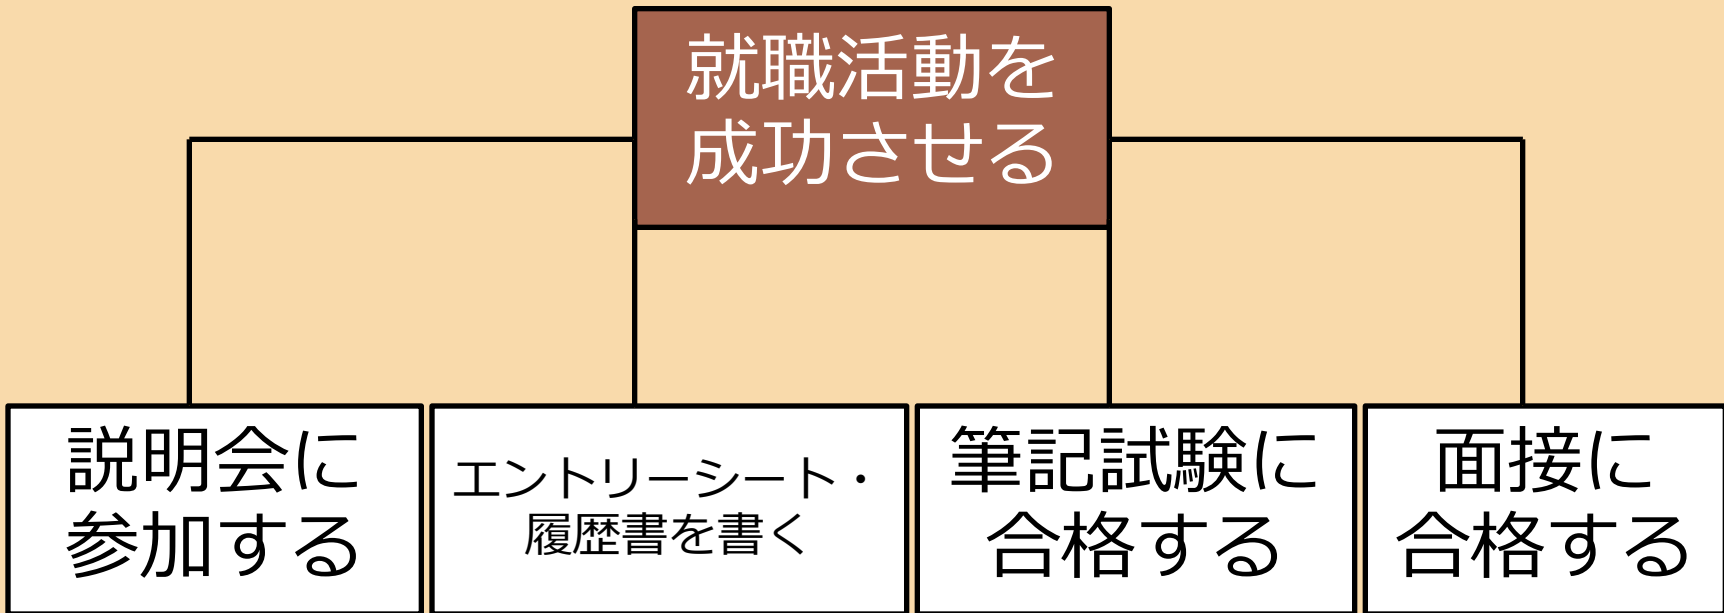 就職活動を
成功させる
説明会に
参加する
エントリーシート・
履歴書を書く
筆記試験に
合格する
面接に
合格する